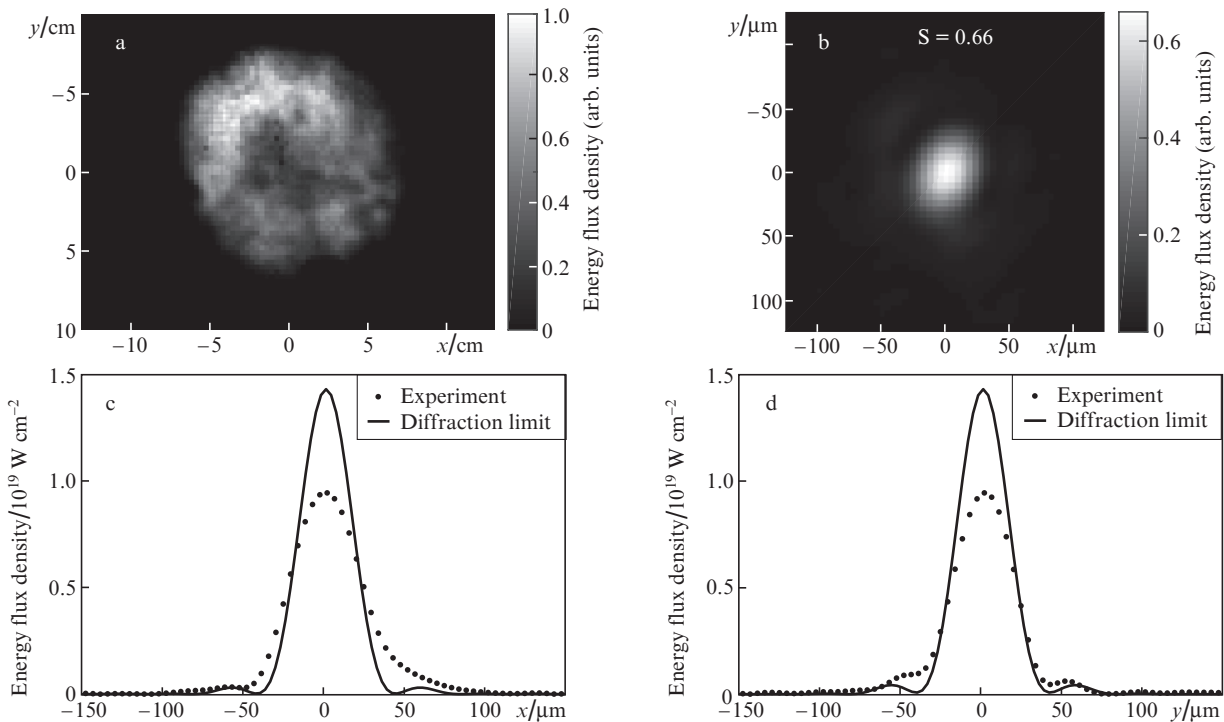 y/cm
a
−5
0
5
10
−10 −5 0 5 x/cm
1.0
0.8
0.6
0.4
0.2
0
Energy flux density (arb. units)
y/μm
b
S = 0.66
−50
0
50
100
−100 −50 0 50 x/μm
0.6
0.4
0.2
0
Energy flux density (arb. units)
c
Experiment
Diffraction limit
Energy flux density/10¹⁹ W cm⁻²
1.5
1.0
0.5
0
−150 −100 −50 0 50 100 x/μm
d
Experiment
Diffraction limit
Energy flux density/10¹⁹ W cm⁻²
1.5
1.0
0.5
0
−150 −100 −50 0 50 100 y/μm